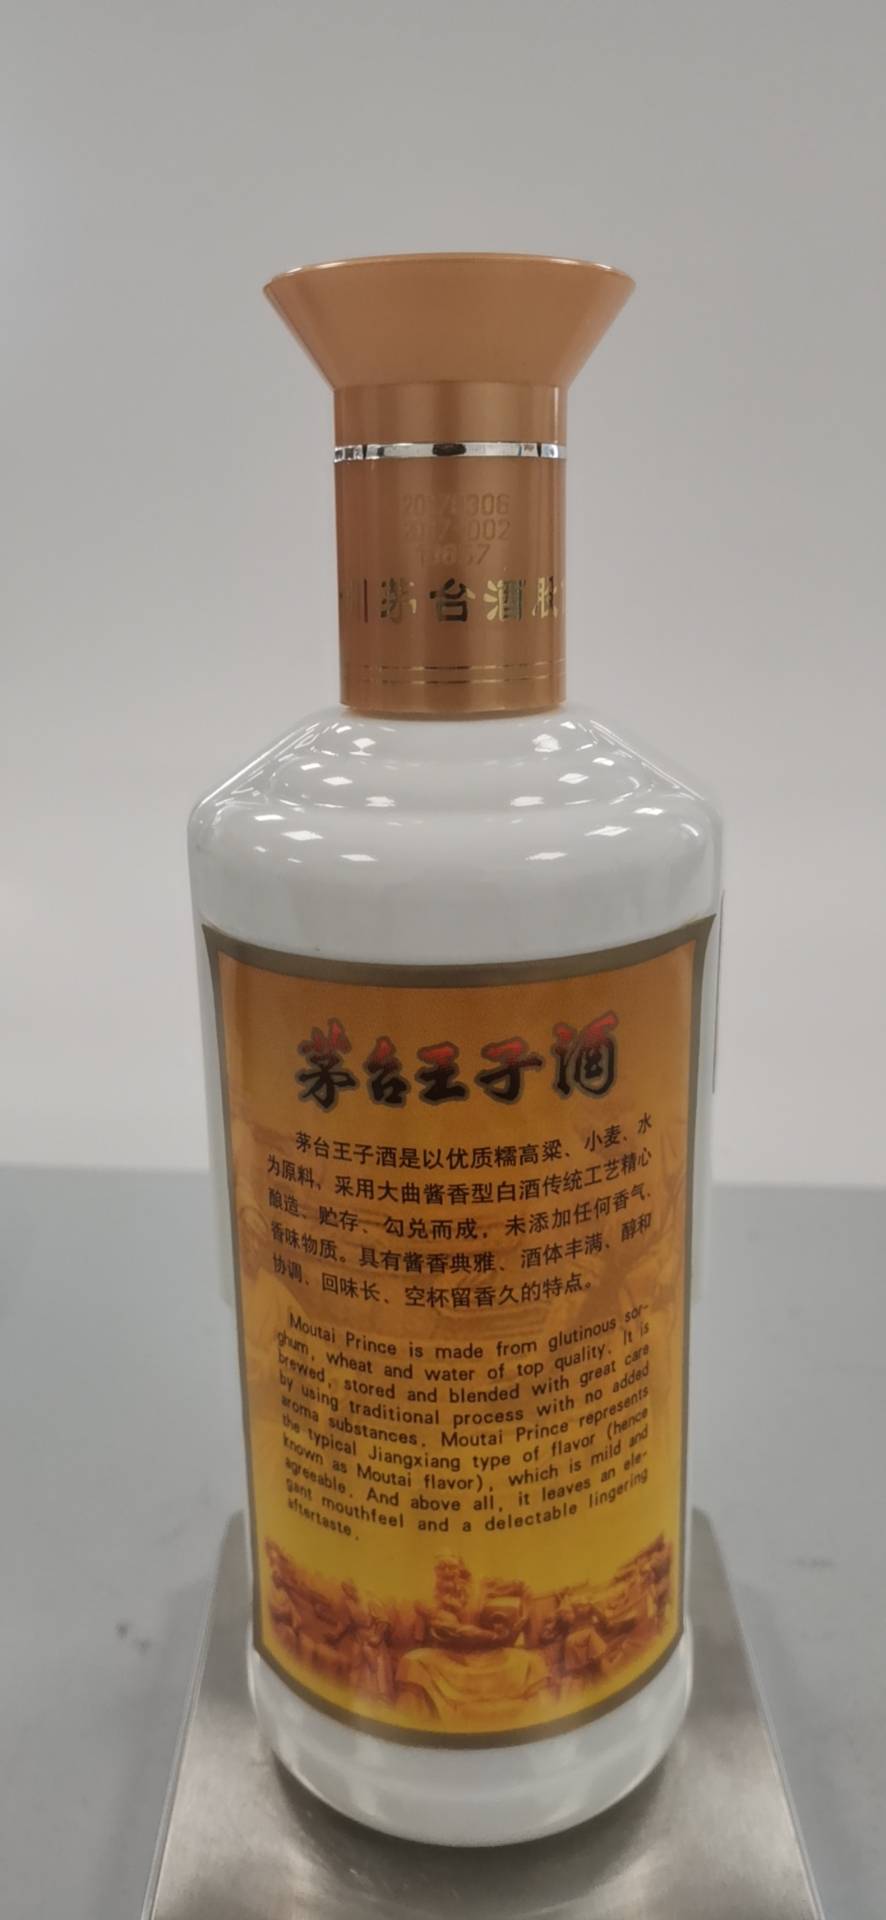 茅台酒股
茅台王子酒
茅台王子酒是以优质糯高粱、小麦、水
为原料，采用大曲酱香型白酒传统工艺精心
酿造、贮存、勾兑而成，未添加任何香气、
香味物质。具有酱香典雅、酒体丰满、醇和
协调、回味长、空杯留香久的特点。
Moutai Prince is made from glutinous sor-
ghum, wheat and water of top quality. It is
brewed, stored and blended with great care
by using traditional process with no added
aroma substances. Moutai Prince represents
the typical Jiangxiang type of flavor (hence
known as Moutai flavor), which is mild and
agreeable. And above all, it leaves an ele-
gant mouthfeel and a delectable lingering
aftertaste.